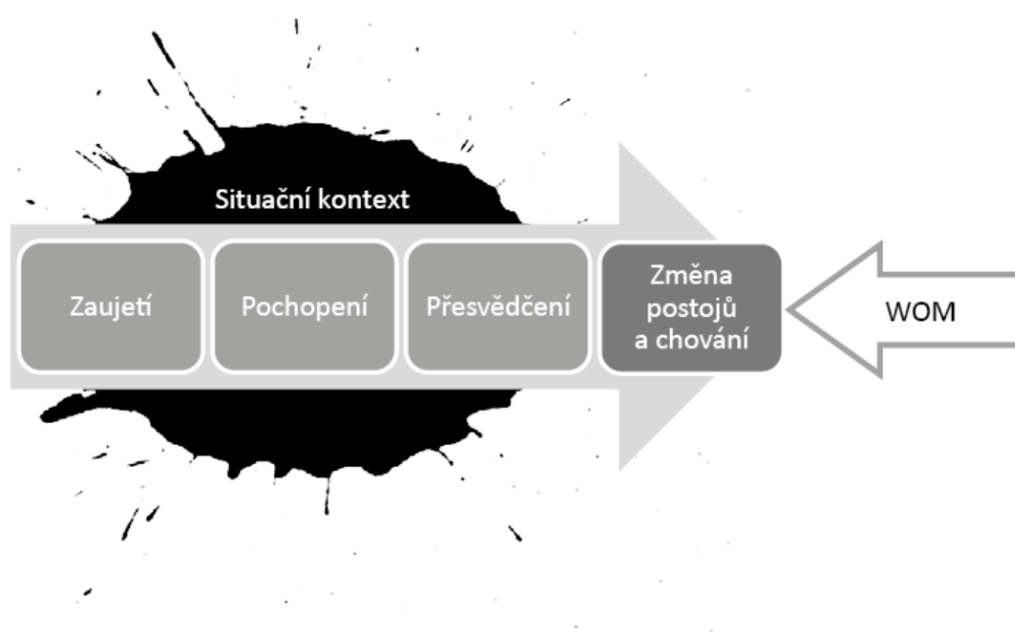 Situační kontext
Zaujetí
Pochopení
Přesvědčení
Změna
postojů
a chování
WOM